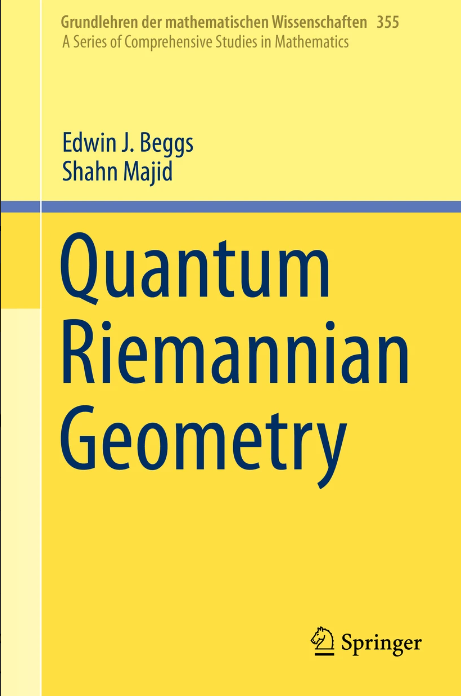 Grundlehren der mathematischen Wissenschaften 355
A Series of Comprehensive Studies in Mathematics
Edwin J. Beggs
Shahn Majid
Quantum
Riemannian
Geometry
Springer